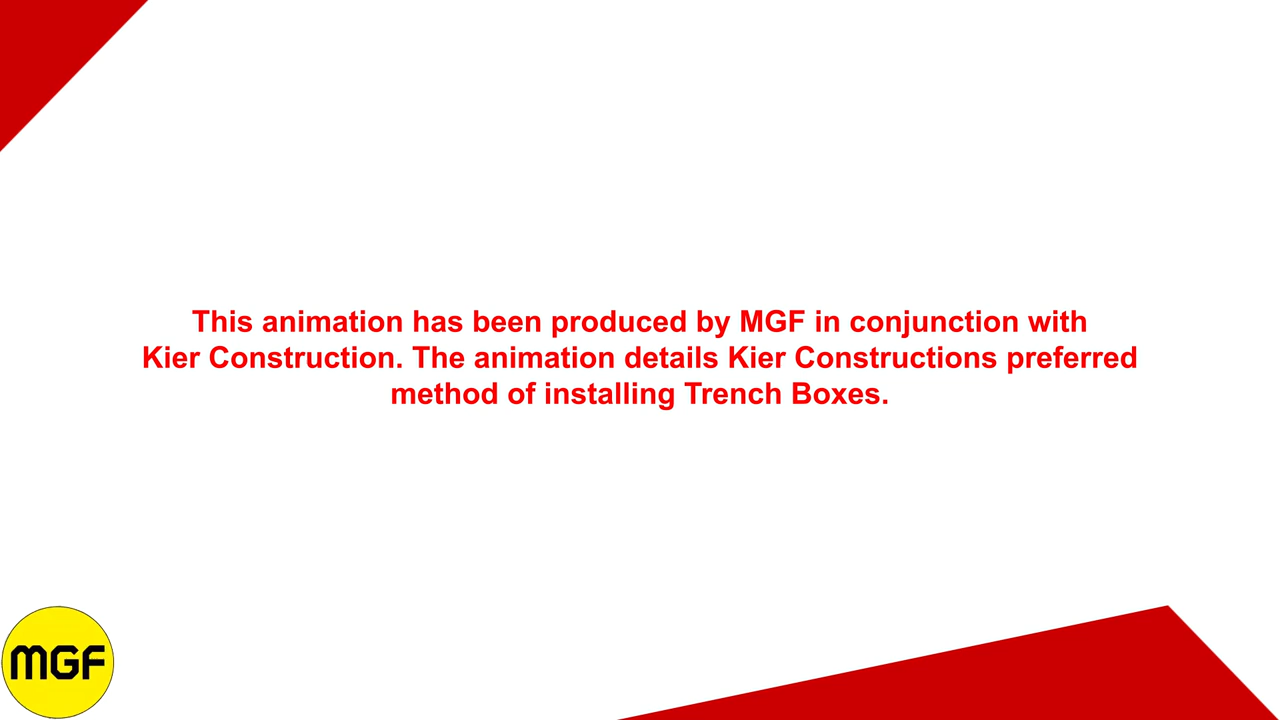 This animation has been produced by MGF in conjunction with
Kier Construction. The animation details Kier Constructions preferred
method of installing Trench Boxes.
MGF